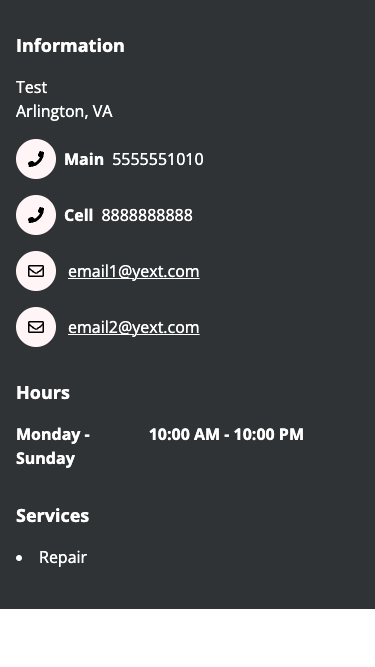 Information
Test
Arlington, VA
Main 5555551010
Cell 8888888888
email1@yext.com
email2@yext.com
Hours
Monday - 10:00 AM - 10:00 PM
Sunday
Services
• Repair